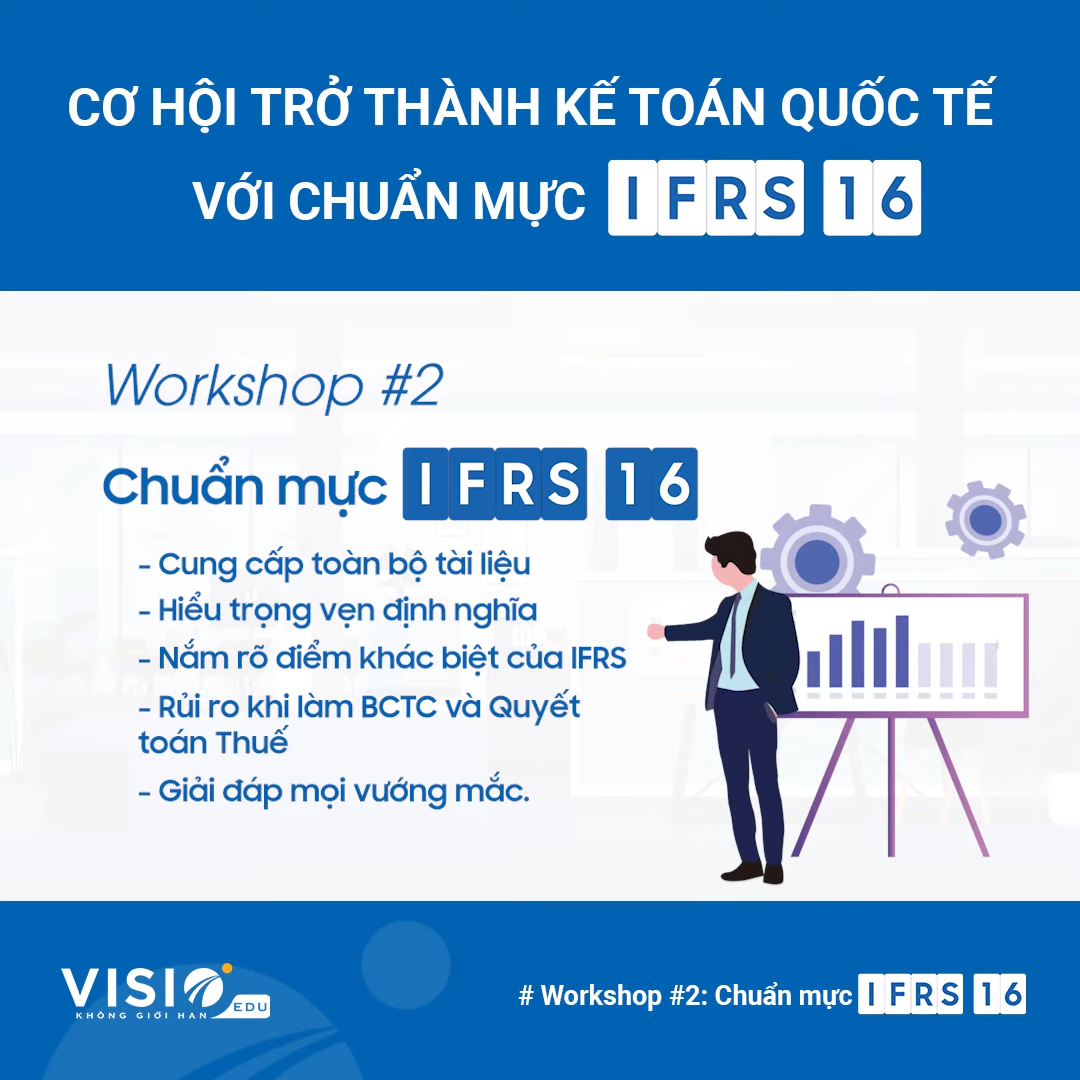 CƠ HỘI TRỞ THÀNH KẾ TOÁN QUỐC TẾ
VỚI CHUẨN MỰC IFRS 16
Workshop #2
Chuẩn mực IFRS 16
- Cung cấp toàn bộ tài liệu
- Hiểu trọng vẹn định nghĩa
- Nắm rõ điểm khác biệt của IFRS
- Rủi ro khi làm BCTC và Quyết
toán Thuế
- Giải đáp mọi vướng mắc.
VISIO EDU
KHÔNG GIỚI HẠN
# Workshop #2: Chuẩn mực IFRS 16